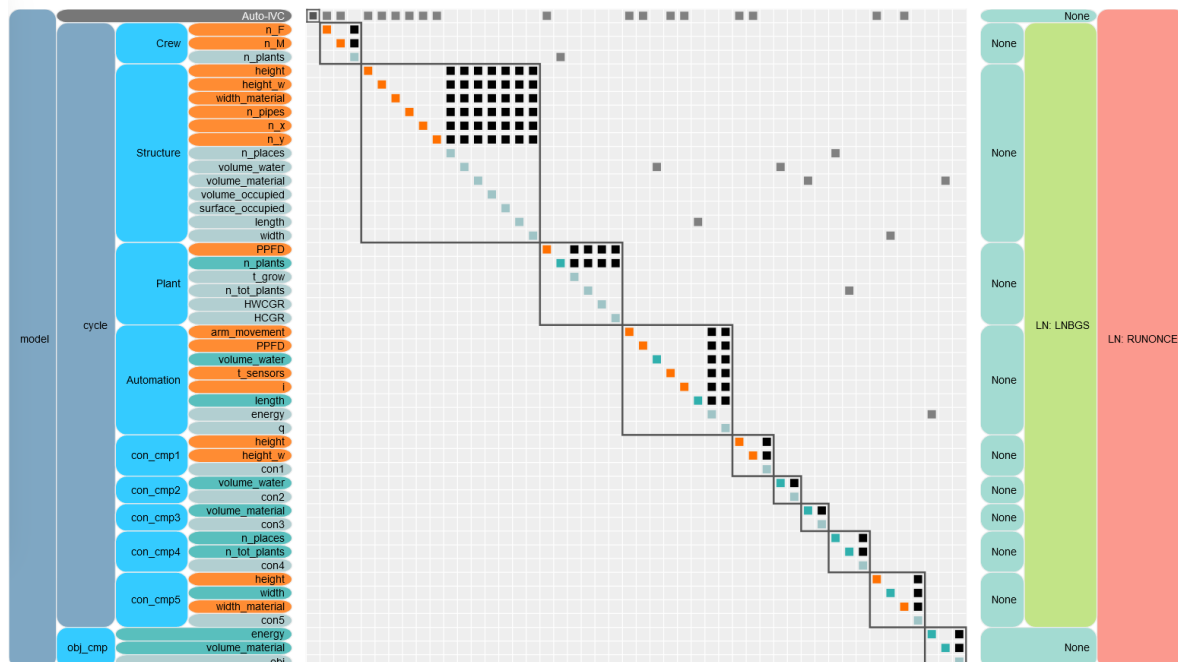 Auto-IVC
None
model
cycle
Crew
n_F
n_M
n_plants
None
Structure
height
height_w
width_material
n_pipes
n_x
n_y
n_places
volume_water
volume_material
volume_occupied
surface_occupied
length
width
None
Plant
PPFD
n_plants
t_grow
n_tot_plants
HWCGR
HCGR
None
Automation
arm_movement
PPFD
volume_water
t_sensors
i
length
energy
q
None
con_cmp1
height
height_w
con1
None
con_cmp2
volume_water
con2
None
con_cmp3
volume_material
con3
None
con_cmp4
n_places
n_tot_plants
con4
None
con_cmp5
height
width
width_material
con5
None
obj_cmp
energy
volume_material
obj
None
LN: LNBGS
LN: RUNONCE